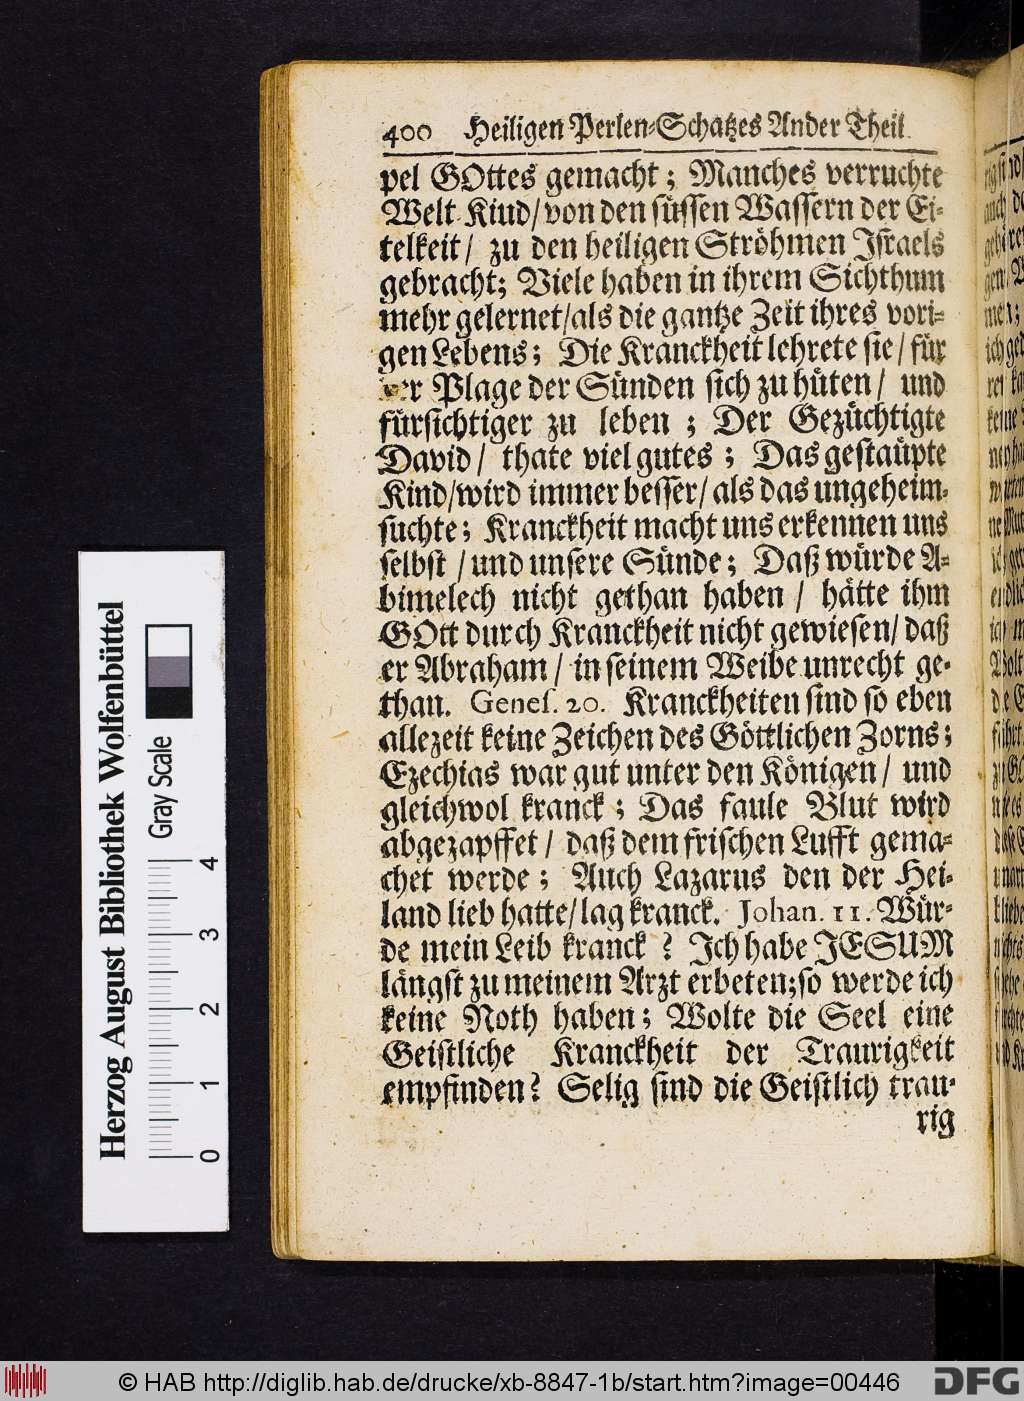 400 Heiligen Perlen-Schatzes Ander Theil
pel GOttes gemacht; Manches verruchte
Welt-Kiud/von den süssen Wassern der Ei-
telkeit/ zu den heiligen Ströhmen Israels
gebracht; Viele haben in ihrem Sichthum
mehr gelernet/als die gantze Zeit ihres vori-
gen Lebens; Die Kranckheit lehrete sie/ für
der Plage der Sünden sich zu hüten/ und
fürsichtiger zu leben; Der Gezüchtigte
David/ thate viel gutes; Das gestaüpte
Kind/wird immer besser/als das ungeheim-
suchte; Kranckheit macht uns erkennen uns
selbst/und unsere Sünde; Daß würde A-
bimelech nicht gethan haben/ hätte ihm
GOtt durch Kranckheit nicht gewiesen/ daß
er Abraham/ in seinem Weibe unrecht ge-
than. Genes. 20. Kranckheiten sind so eben
allezeit keine Zeichen des Göttlichen Zorns;
Ezechias war gut unter den Königen/ und
gleichwol kranck; Das faule Blut wird
abgezapffet/ daß dem frischen Lufft gema-
chet werde; Auch Lazarus den der Hei-
land lieb hatte/lag kranck. Johan. 11. Wür-
de mein Leib kranck? Ich habe JESUM
längst zu meinem Arzt erbeten;so werde ich
keine Noth haben; Wolte die Seel eine
Geistliche Kranckheit der Traurigkeit
empfinden? Selig sind die Geistlich trau-
rig
Herzog August Bibliothek Wolfenbüttel
Gray Scale
0 1 2 3 4
© HAB http://diglib.hab.de/drucke/xb-8847-1b/start.htm?image=00446
DFG